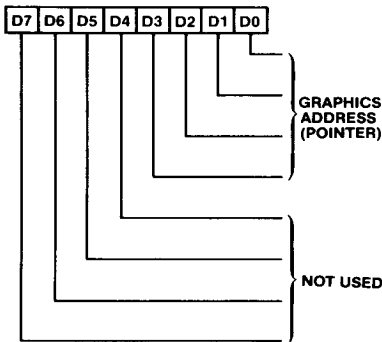 D7 D6 D5 D4 D3 D2 D1 D0
GRAPHICS
ADDRESS
(POINTER)
NOT USED